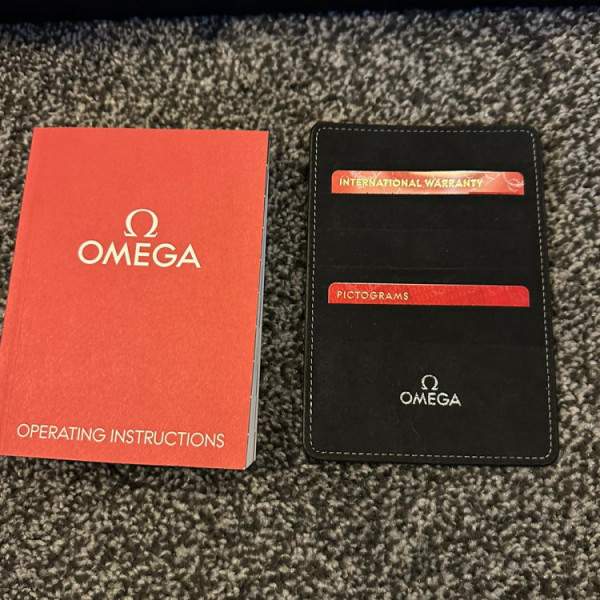 Ω
OMEGA
OPERATING INSTRUCTIONS
INTERNATIONAL WARRANTY
PICTOGRAMS
Ω
OMEGA